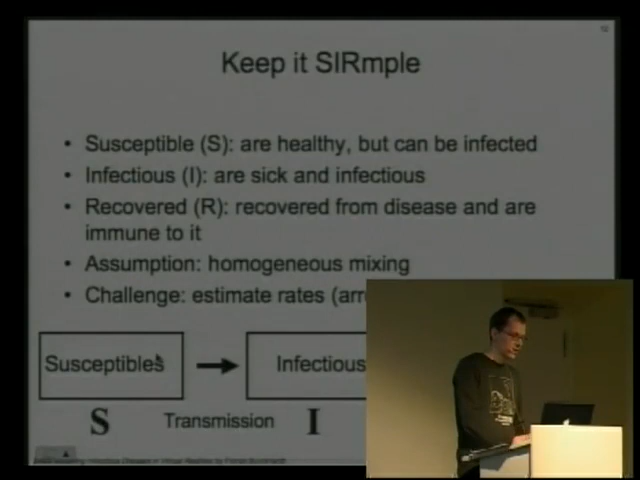 Keep it SIRmple
• Susceptible (S): are healthy, but can be infected
• Infectious (I): are sick and infectious
• Recovered (R): recovered from disease and are
immune to it
• Assumption: homogeneous mixing
• Challenge: estimate rates (arr
Susceptibles
Infectious
S
Transmission
I